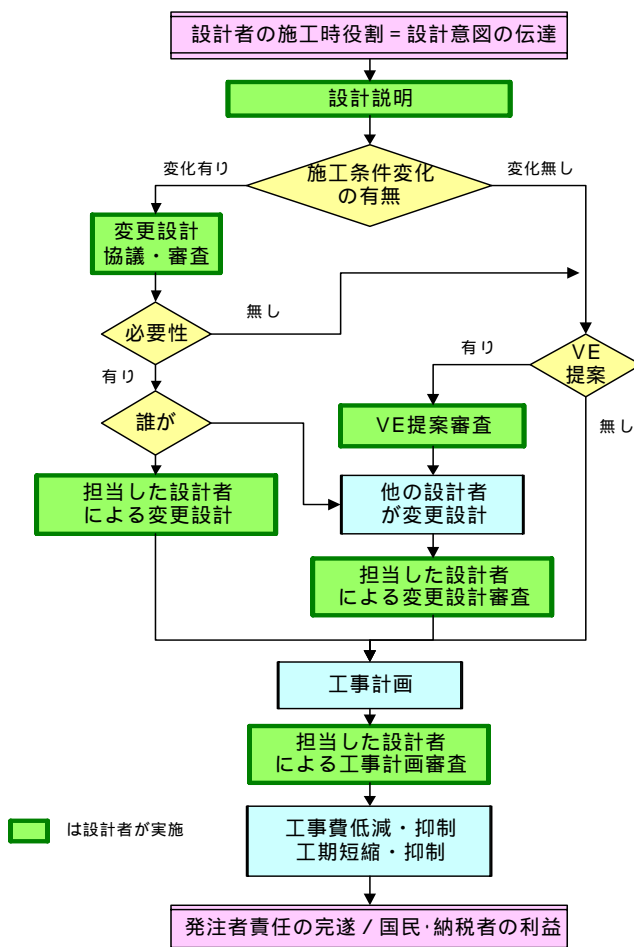 設計者の施工時役割=設計意図の伝達
設計説明
変化有り
施工条件変化
の有無
変化無し
変更設計
協議・審査
必要性
無し
有り
VE
提案
有り
無し
誰が
VE提案審査
担当した設計者
による変更設計
他の設計者
が変更設計
担当した設計者
による変更設計審査
工事計画
担当した設計者
による工事計画審査
は設計者が実施
工事費低減・抑制
工期短縮・抑制
発注者責任の完遂/国民・納税者の利益